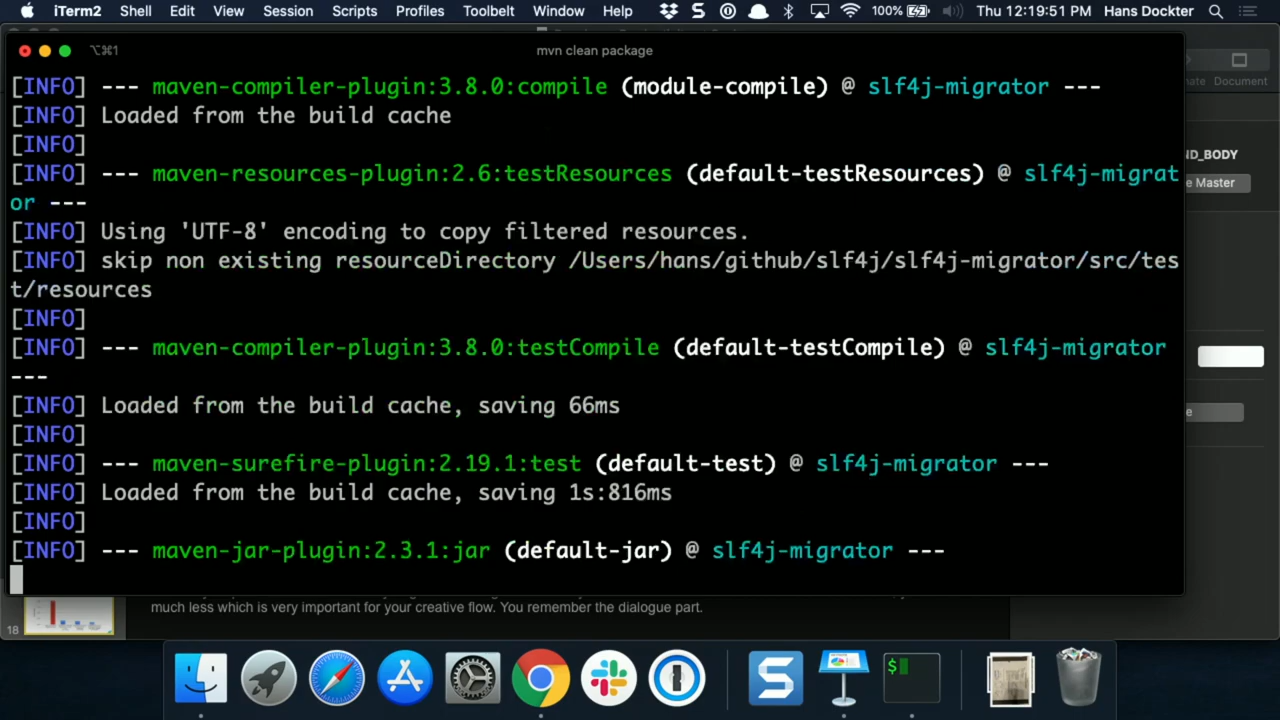 iTerm2 Shell Edit View Session Scripts Profiles Toolbelt Window Help 100% Thu 12:19:51 PM Hans Dockter
⌥⌘1 mvn clean package
[INFO] --- maven-compiler-plugin:3.8.0:compile (module-compile) @ slf4j-migrator ---
[INFO] Loaded from the build cache
[INFO]
[INFO] --- maven-resources-plugin:2.6:testResources (default-testResources) @ slf4j-migrat
or ---
[INFO] Using 'UTF-8' encoding to copy filtered resources.
[INFO] skip non existing resourceDirectory /Users/hans/github/slf4j/slf4j-migrator/src/tes
t/resources
[INFO]
[INFO] --- maven-compiler-plugin:3.8.0:testCompile (default-testCompile) @ slf4j-migrator
---
[INFO] Loaded from the build cache, saving 66ms
[INFO]
[INFO] --- maven-surefire-plugin:2.19.1:test (default-test) @ slf4j-migrator ---
[INFO] Loaded from the build cache, saving 1s:816ms
[INFO]
[INFO] --- maven-jar-plugin:2.3.1:jar (default-jar) @ slf4j-migrator ---
nate Document
ND_BODY
e Master
e
18
much less which is very important for your creative flow. You remember the dialogue part.
S
$